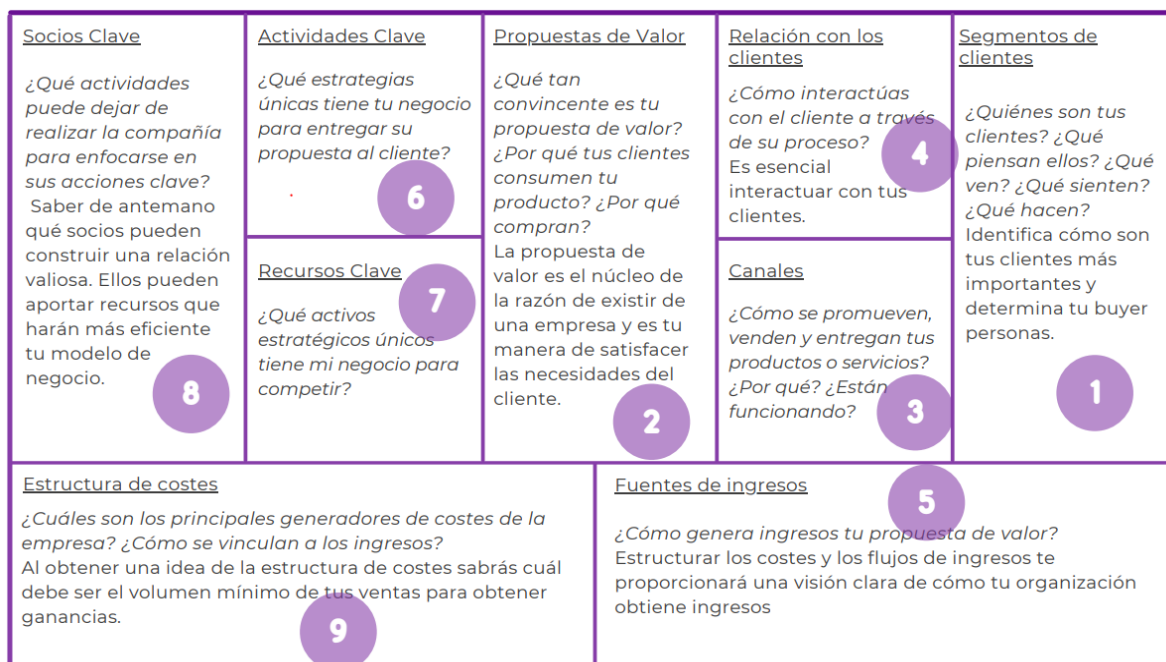 Socios Clave
¿Qué actividades
puede dejar de
realizar la compañía
para enfocarse en
sus acciones clave?
Saber de antemano
qué socios pueden
construir una relación
valiosa. Ellos pueden
aportar recursos que
harán más eficiente
tu modelo de
negocio.
8
Actividades Clave
¿Qué estrategias
únicas tiene tu negocio
para entregar su
propuesta al cliente?
6
Recursos Clave
7
¿Qué activos
estratégicos únicos
tiene mi negocio para
competir?
Propuestas de Valor
¿Qué tan
convincente es tu
propuesta de valor?
¿Por qué tus clientes
consumen tu
producto? ¿Por qué
compran?
La propuesta de
valor es el núcleo de
la razón de existir de
una empresa y es tu
manera de satisfacer
las necesidades del
cliente.
2
Relación con los
clientes
¿Cómo interactúas
con el cliente a través
de su proceso?
4
Es esencial
interactuar con tus
clientes.
Canales
¿Cómo se promueven,
venden y entregan tus
productos o servicios?
¿Por qué? ¿Están
funcionando?
3
Segmentos de
clientes
¿Quiénes son tus
clientes? ¿Qué
piensan ellos? ¿Qué
ven? ¿Qué sienten?
¿Qué hacen?
Identifica cómo son
tus clientes más
importantes y
determina tu buyer
personas.
1
Estructura de costes
¿Cuáles son los principales generadores de costes de la
empresa? ¿Cómo se vinculan a los ingresos?
Al obtener una idea de la estructura de costes sabrás cuál
debe ser el volumen mínimo de tus ventas para obtener
ganancias.
9
Fuentes de ingresos
5
¿Cómo genera ingresos tu propuesta de valor?
Estructurar los costes y los flujos de ingresos te
proporcionará una visión clara de cómo tu organización
obtiene ingresos